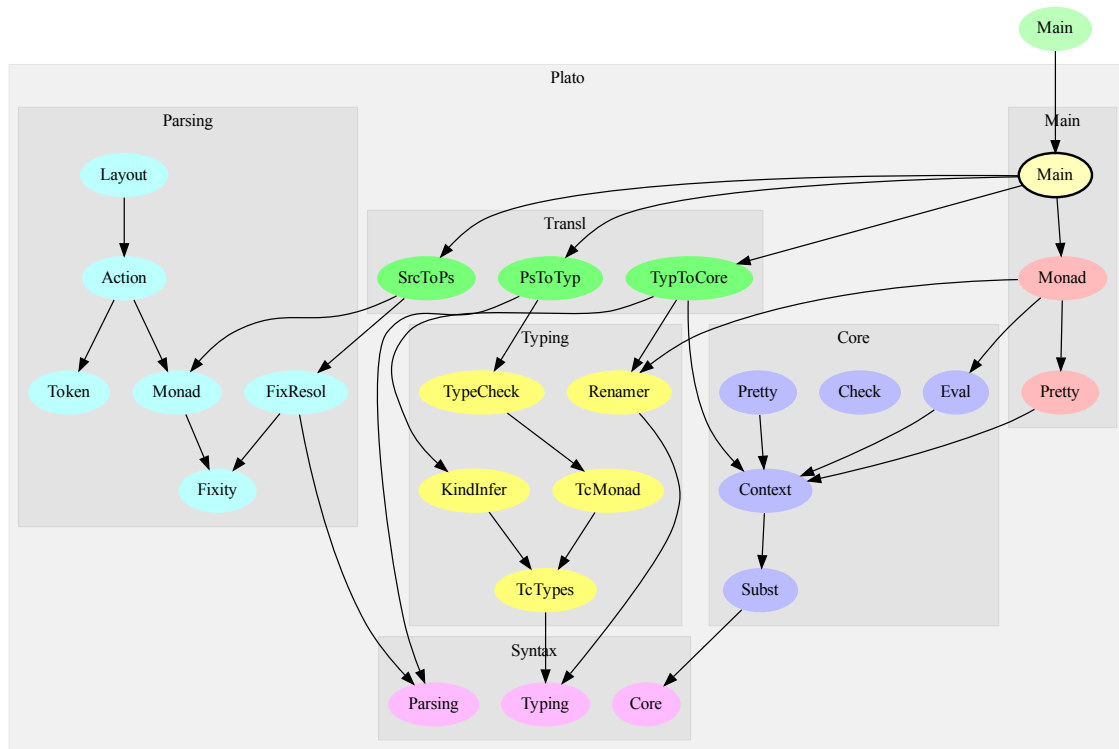 Main
Plato
Parsing
Main
Layout
Main
Transl
Action
SrcToPs
PsToTyp
TypToCore
Monad
Typing
Core
Token
Monad
FixResol
TypeCheck
Renamer
Pretty
Check
Eval
Pretty
Fixity
KindInfer
TcMonad
Context
TcTypes
Subst
Syntax
Parsing
Typing
Core